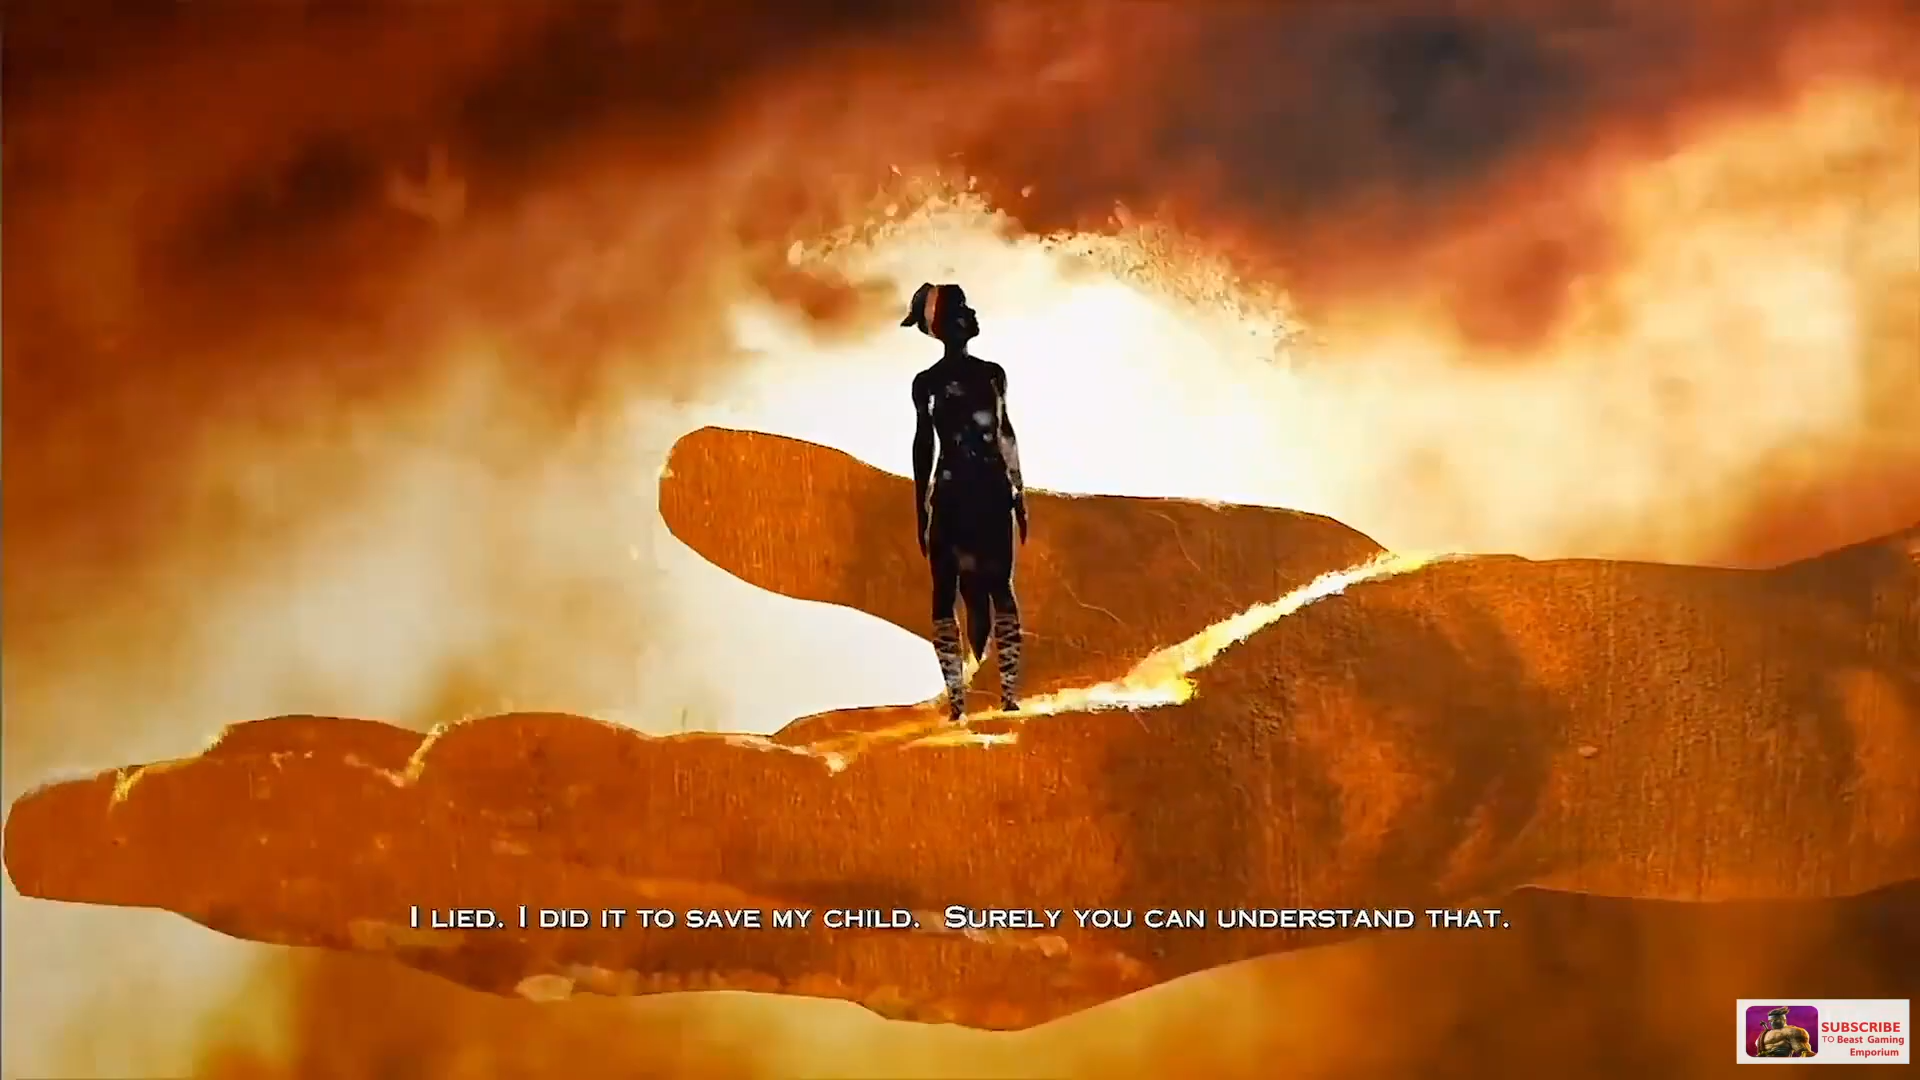 I LIED. I DID IT TO SAVE MY CHILD. SURELY YOU CAN UNDERSTAND THAT.
SUBSCRIBE
TO Beast Gaming
Emporium